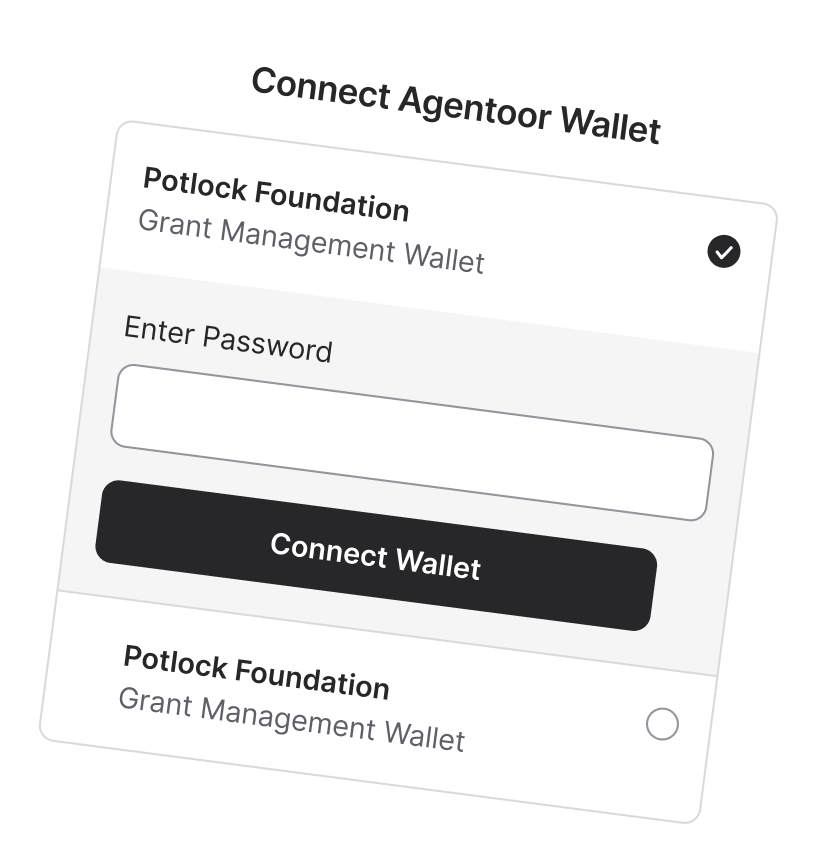 Connect Agentoor Wallet
Potlock Foundation
Grant Management Wallet
Enter Password
Connect Wallet
Potlock Foundation
Grant Management Wallet